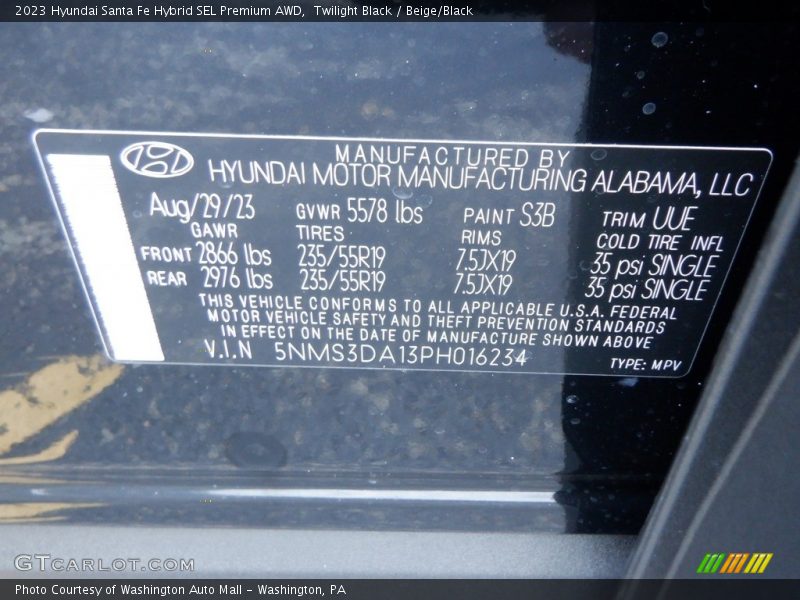 2023 Hyundai Santa Fe Hybrid SEL Premium AWD,  Twilight Black / Beige/Black
MANUFACTURED BY
HYUNDAI MOTOR MANUFACTURING ALABAMA, LLC
Aug/29/23 GVWR 5578 lbs PAINT S3B TRIM UUE
GAWR TIRES RIMS COLD TIRE INFL
FRONT 2866 lbs 235/55R19 7.5JX19 35 psi SINGLE
REAR 2976 lbs 235/55R19 7.5JX19 35 psi SINGLE
THIS VEHICLE CONFORMS TO ALL APPLICABLE U.S.A. FEDERAL
MOTOR VEHICLE SAFETY AND THEFT PREVENTION STANDARDS
IN EFFECT ON THE DATE OF MANUFACTURE SHOWN ABOVE
V.I.N 5NMS3DA13PH016234 TYPE: MPV
GTCARLOT.COM
Photo Courtesy of Washington Auto Mall - Washington, PA